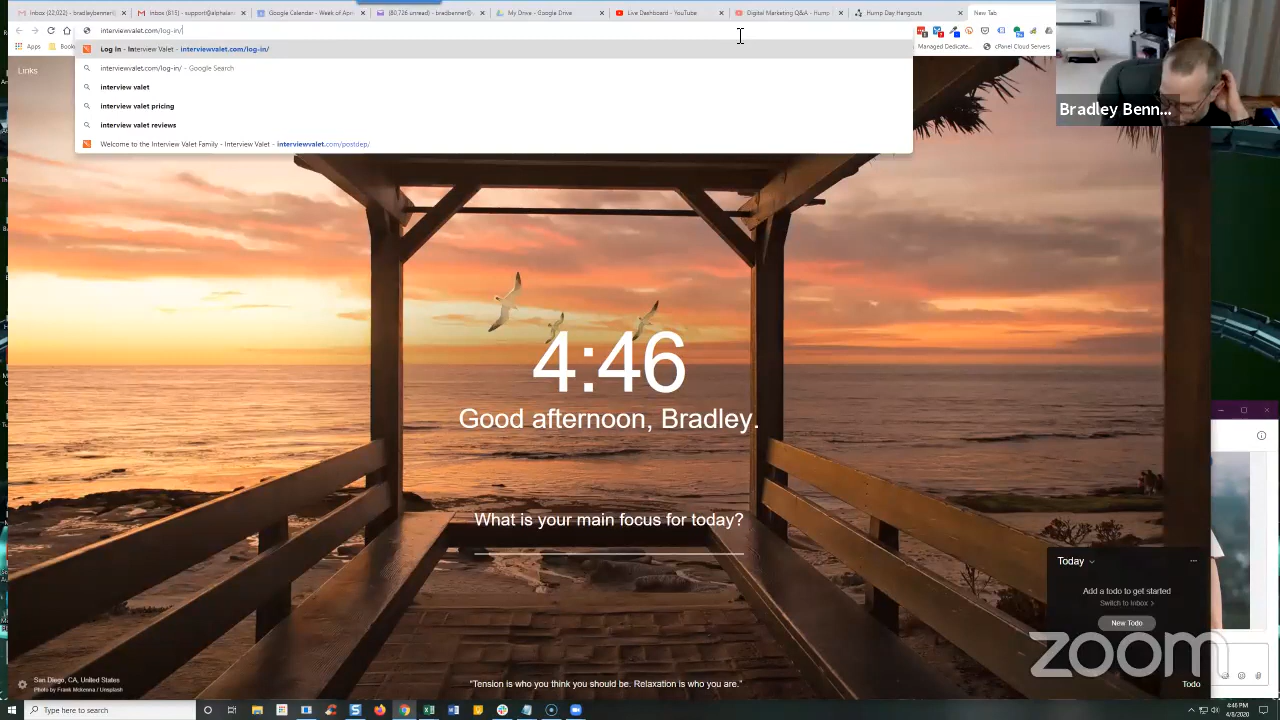 Inbox (22,022) - bradleybenner@
Inbox (815) - support@alphalan
Google Calendar - Week of April
(80,726 unread) - bradbenner@
My Drive - Google Drive
Live Dashboard - YouTube
Digital Marketing Q&A - Hump
Hump Day Hangouts
New Tab
interviewvalet.com/log-in/
Apps
Book
Managed Dedicate...
cPanel Cloud Servers
Log In - Interview Valet - interviewvalet.com/log-in/
interviewvalet.com/log-in/ - Google Search
interview valet
interview valet pricing
interview valet reviews
Welcome to the Interview Valet Family - Interview Valet - interviewvalet.com/postdep/
Links
Bradley Benn...
4:46
Good afternoon, Bradley.
What is your main focus for today?
Today
Add a todo to get started
Switch to Inbox >
New Todo
zoom
San Diego, CA, United States
Photo by Frank Mckenna / Unsplash
"Tension is who you think you should be. Relaxation is who you are."
Todo
Type here to search
4:46 PM
4/8/2020